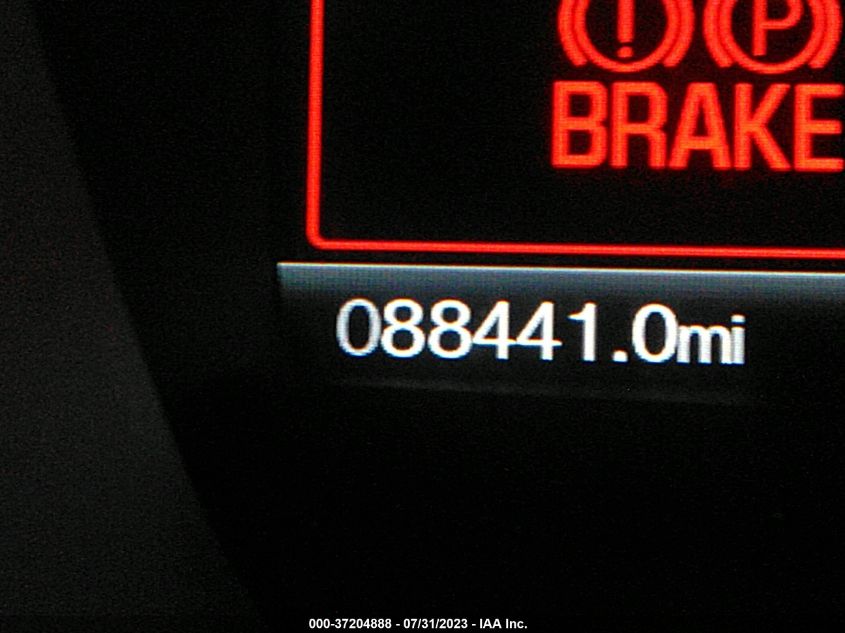 ! P
BRAKE
088441.0mi
000-37204888 - 07/31/2023 - IAA Inc.